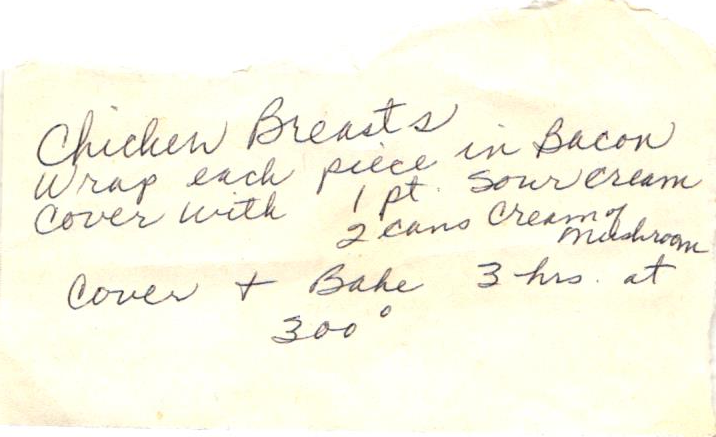 Chicken Breasts
Wrap each piece in Bacon
Cover with 1 pt. Sour Cream
2 cans Cream of
Mushroom
Cover + Bake 3 hrs. at
300°